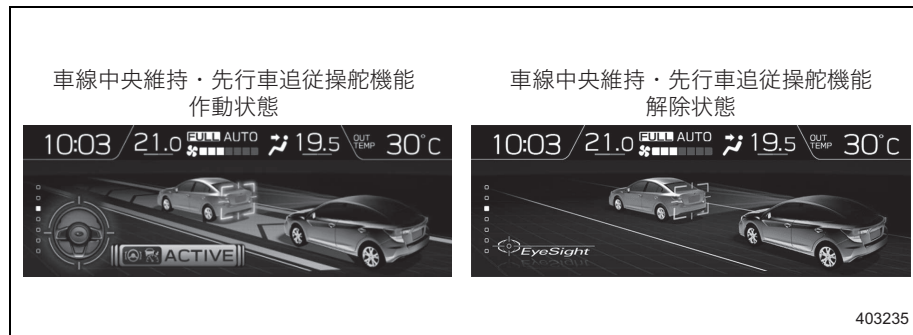 車線中央維持・先行車追従操舵機能
作動状態
10:03 21.0 FULL AUTO 19.5 OUT TEMP 30°C
ACTIVE
車線中央維持・先行車追従操舵機能
解除状態
10:03 21.0 FULL AUTO 19.5 OUT TEMP 30°C
EyeSight
403235